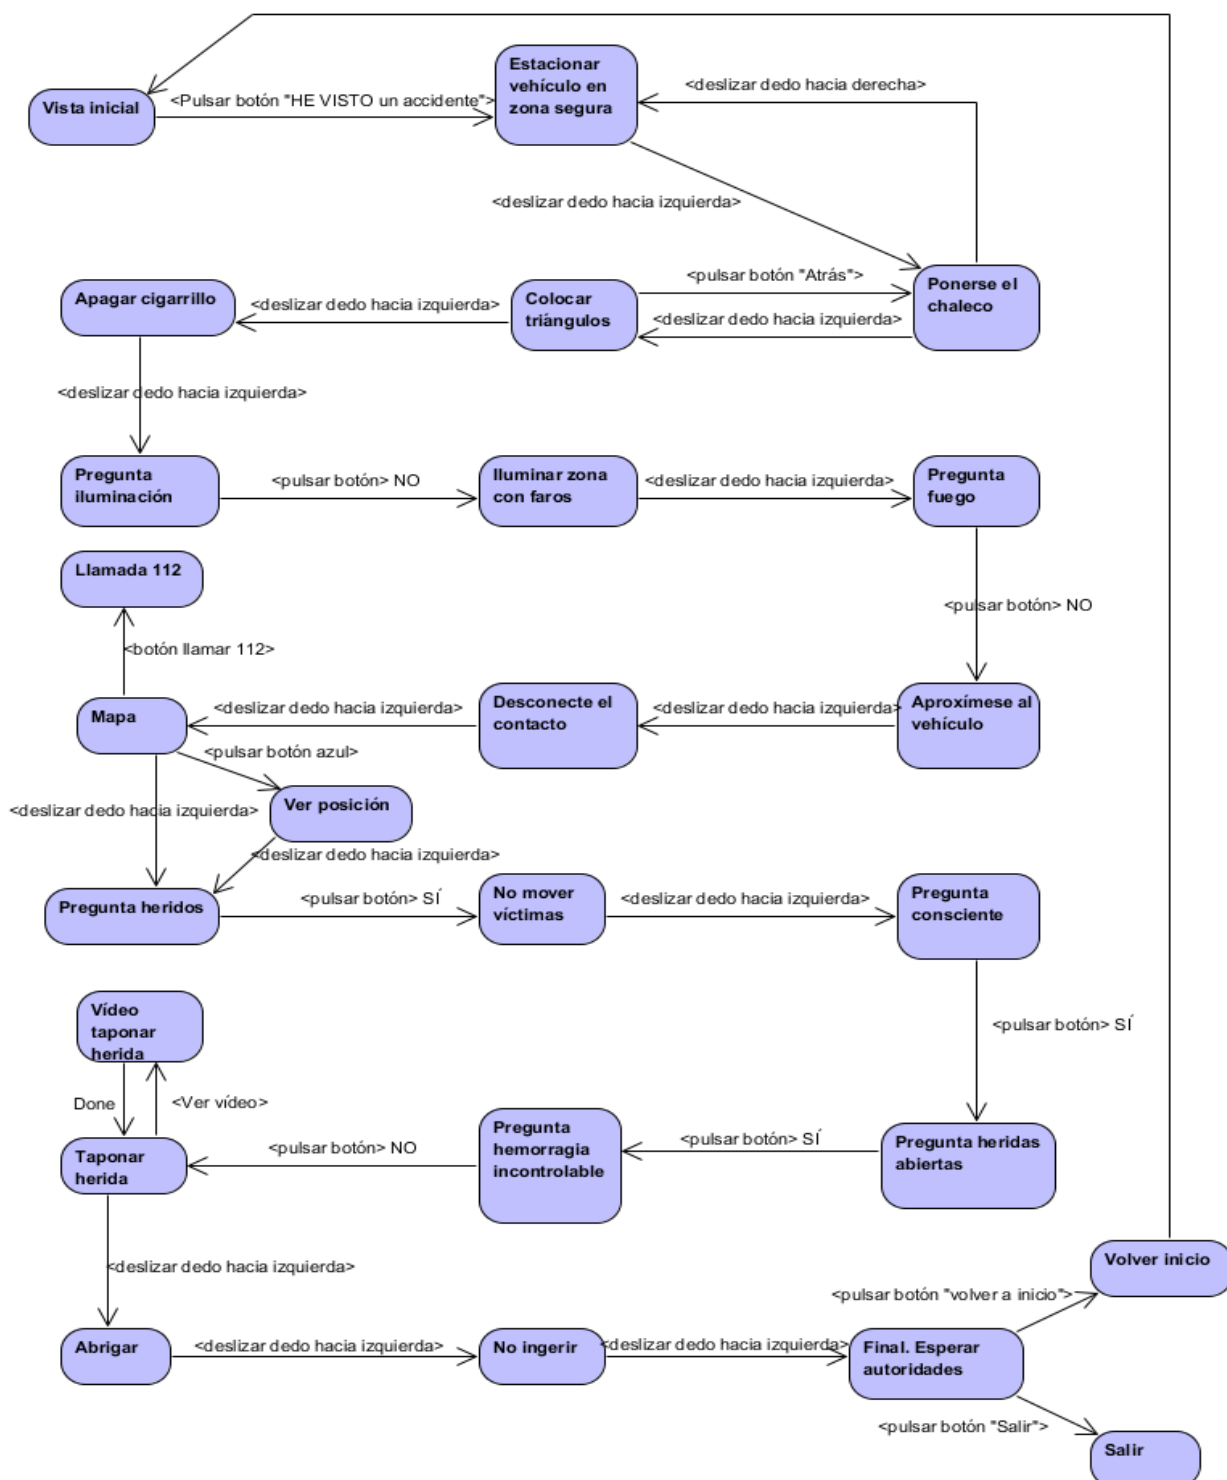 Estacionar
vehículo en
zona segura
<deslizar dedo hacia derecha>
Vista inicial
<Pulsar botón "HE VISTO un accidente">
<deslizar dedo hacia izquierda>
Apagar cigarrillo
<deslizar dedo hacia izquierda>
Colocar
triángulos
<pulsar botón "Atrás">
<deslizar dedo hacia izquierda>
Ponerse el
chaleco
<deslizar dedo hacia izquierda>
Pregunta
iluminación
<pulsar botón> NO
Iluminar zona
con faros
<deslizar dedo hacia izquierda>
Pregunta
fuego
Llamada 112
<pulsar botón> NO
<botón llamar 112>
Mapa
<deslizar dedo hacia izquierda>
Desconecte el
contacto
<deslizar dedo hacia izquierda>
Aproxímese al
vehículo
<pulsar botón azul>
<deslizar dedo hacia izquierda>
Ver posición
<deslizar dedo hacia izquierda>
Pregunta heridos
<pulsar botón> SÍ
No mover
víctimas
<deslizar dedo hacia izquierda>
Pregunta
consciente
Vídeo
taponar
herida
<pulsar botón> SÍ
Done
<Ver vídeo>
Taponar
herida
<pulsar botón> NO
Pregunta
hemorragia
incontrolable
<pulsar botón> SÍ
Pregunta heridas
abiertas
<deslizar dedo hacia izquierda>
Volver inicio
<pulsar botón "volver a inicio">
Abrigar
<deslizar dedo hacia izquierda>
No ingerir
<deslizar dedo hacia izquierda>
Final. Esperar
autoridades
<pulsar botón "Salir">
Salir